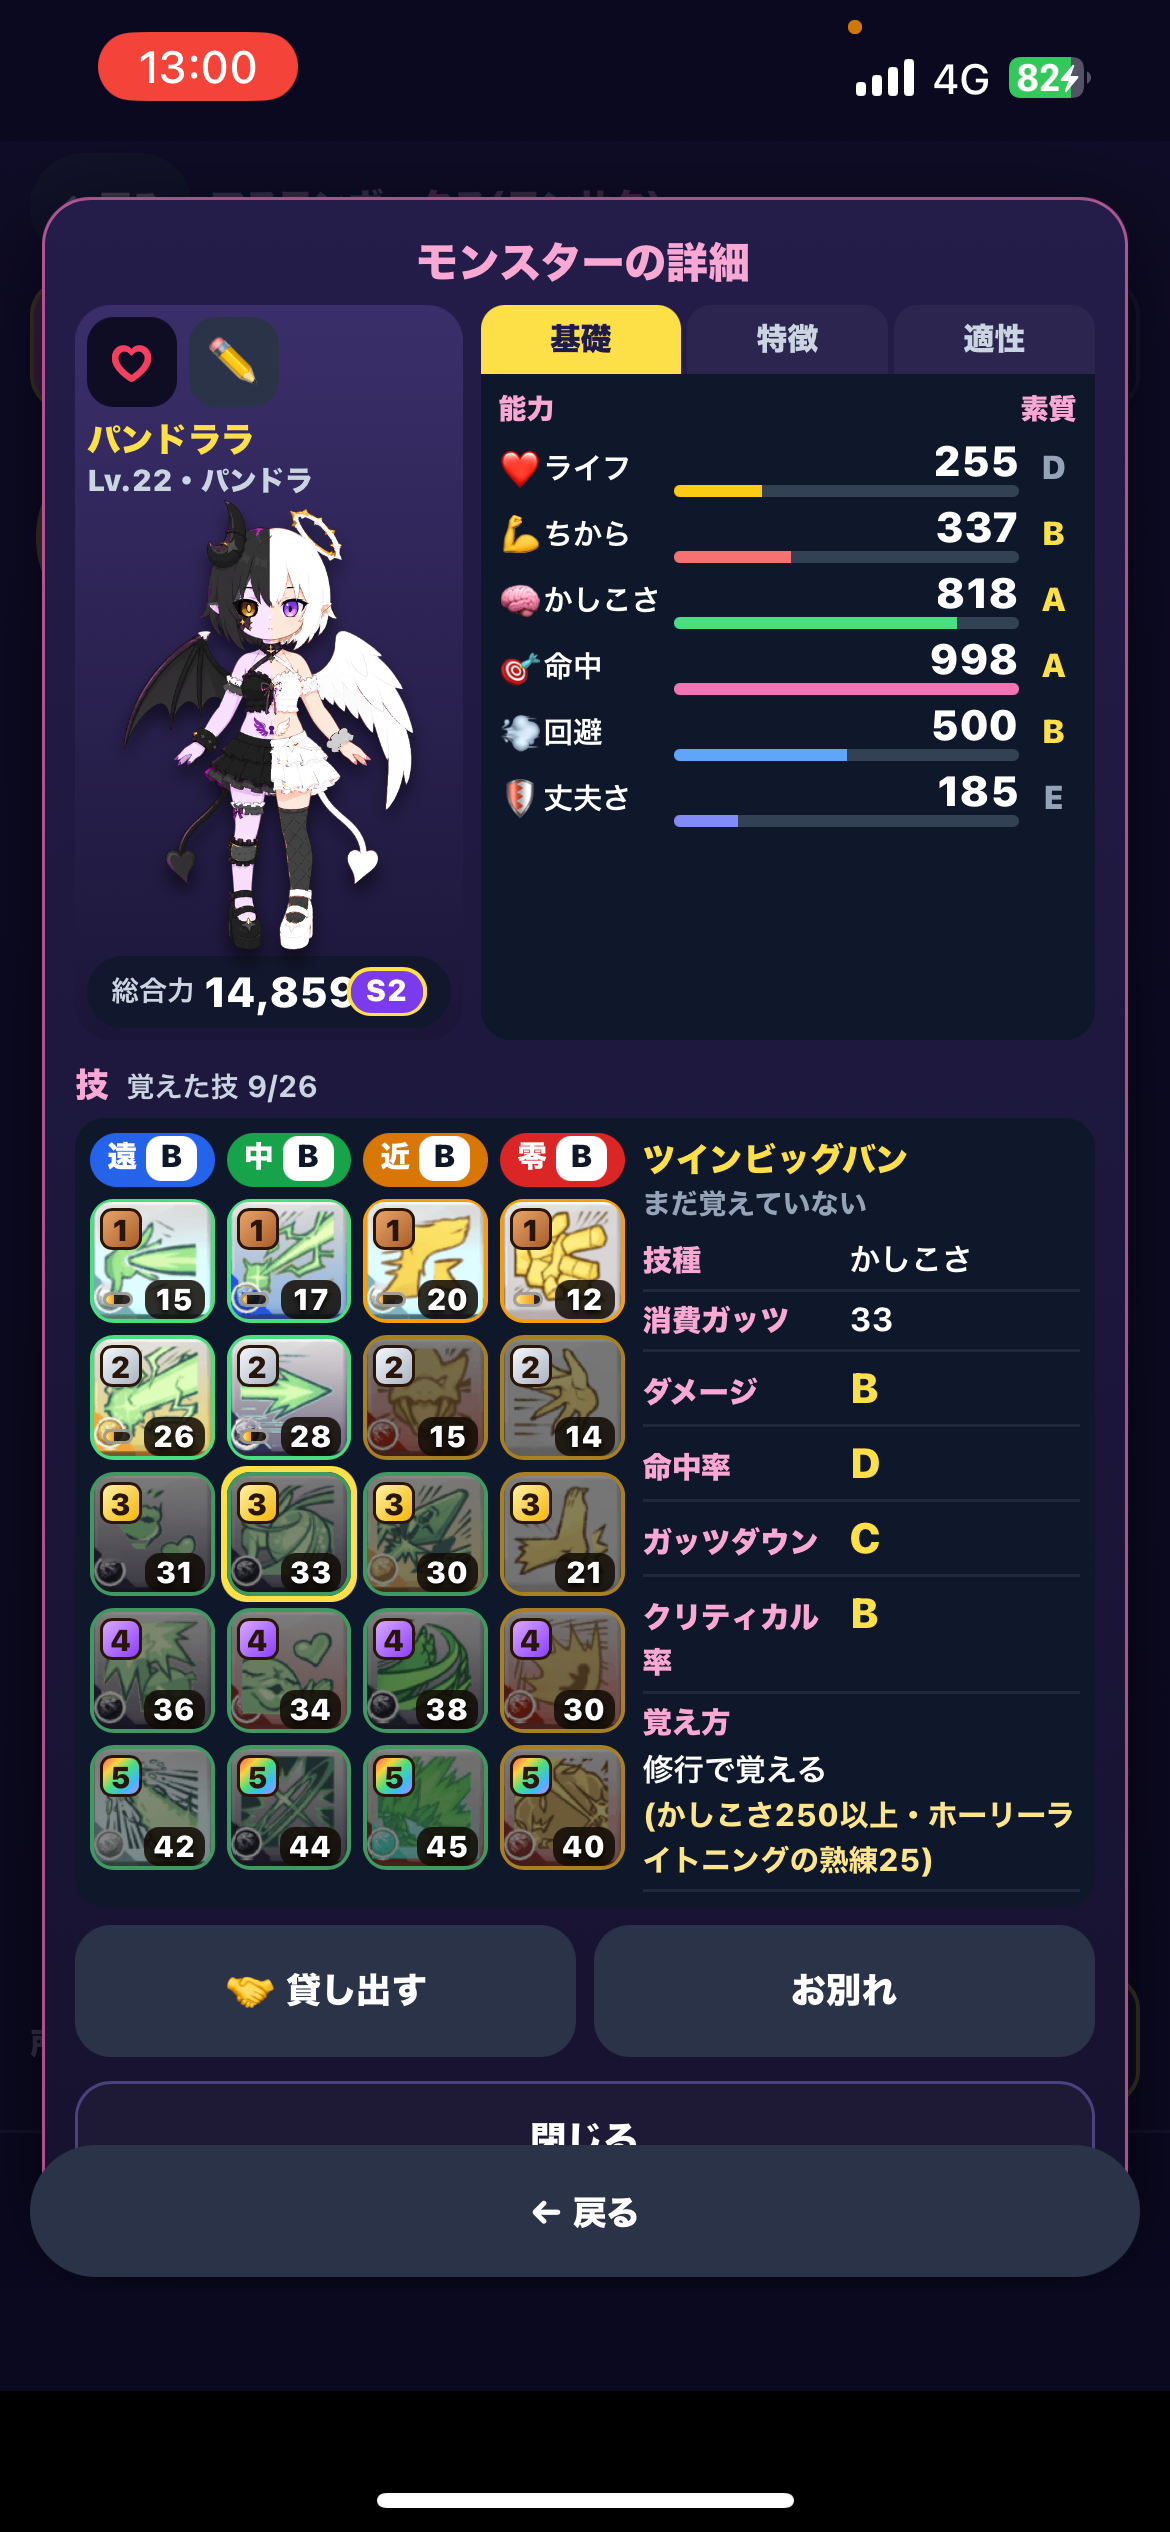 13:00
4G 82
モンスターの詳細
パンドララ
Lv.22・パンドラ
総合力 14,859 S2
基礎 特徴 適性
能力 素質
ライフ 255 D
ちから 337 B
かしこさ 818 A
命中 998 A
回避 500 B
丈夫さ 185 E
技 覚えた技 9/26
遠 B 中 B 近 B 零 B
1 15 1 17 1 20 1 12
2 26 2 28 2 15 2 14
3 31 3 33 3 30 3 21
4 36 4 34 4 38 4 30
5 42 5 44 5 45 5 40
ツインビッグバン
まだ覚えていない
技種 かしこさ
消費ガッツ 33
ダメージ B
命中率 D
ガッツダウン C
クリティカル B
率
覚え方
修行で覚える
(かしこさ250以上・ホーリーラ
イトニングの熟練25)
貸し出す お別れ
閉じる
← 戻る